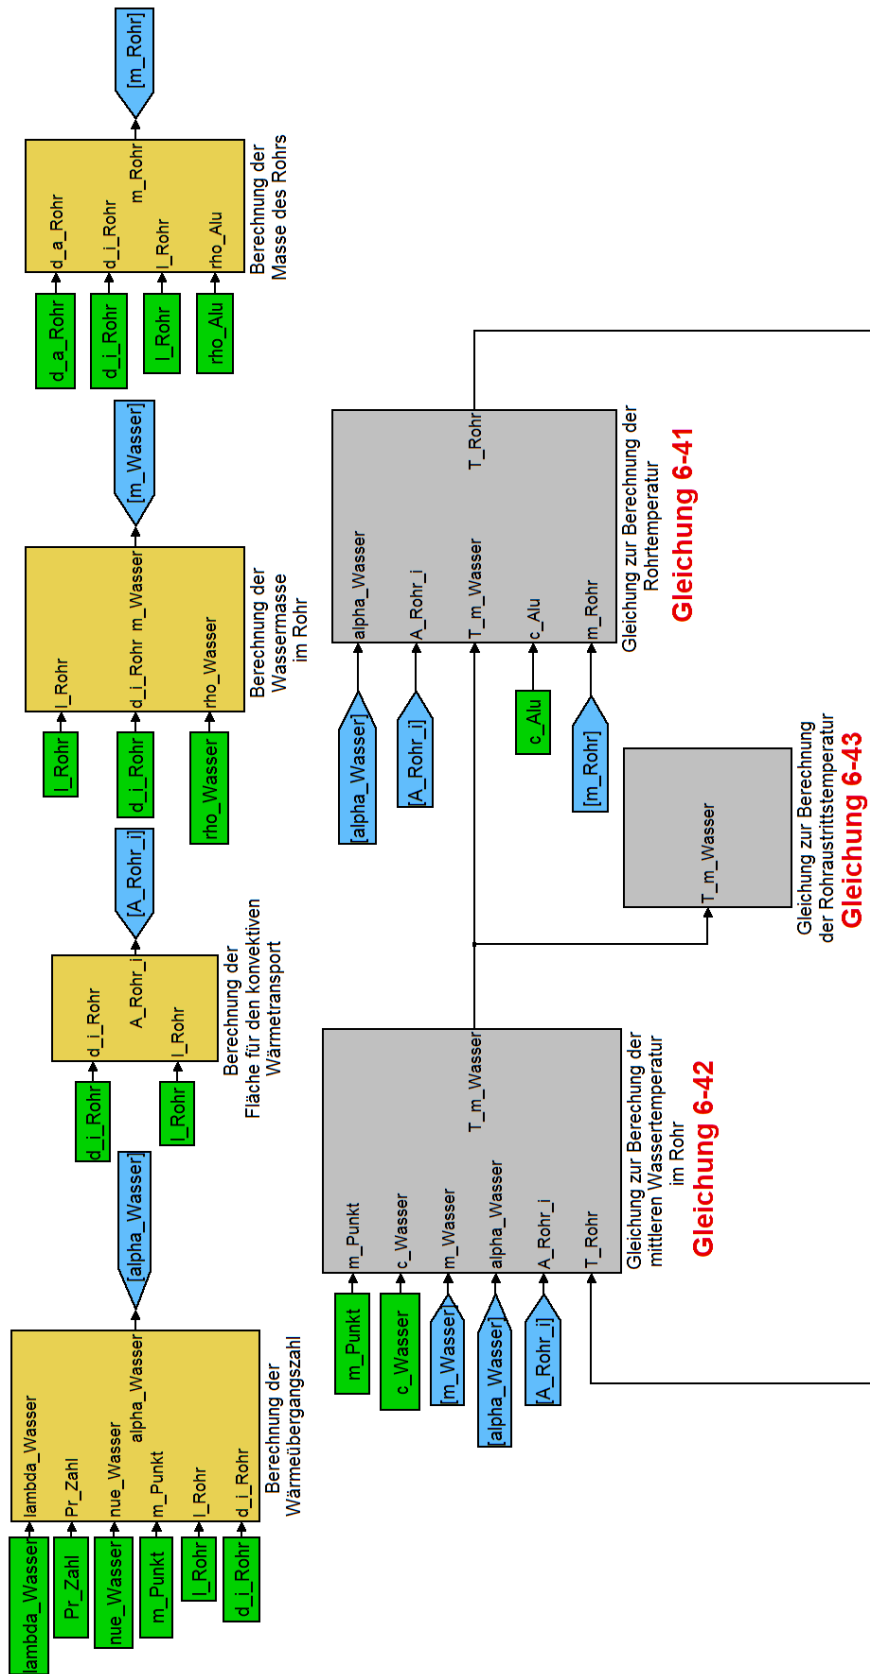 lambda_Wasser
Pr_Zahl
nue_Wasser
m_Punkt
l_Rohr
d_i_Rohr
lambda_Wasser
Pr_Zahl
nue_Wasser
m_Punkt
l_Rohr
d_i_Rohr
alpha_Wasser
[alpha_Wasser]
Berechnung der
Wärmeübergangszahl
d_i_Rohr
l_Rohr
d_i_Rohr
l_Rohr
A_Rohr_i
[A_Rohr_i]
Berechnung der
Fläche für den konvektiven
Wärmetransport
l_Rohr
d_i_Rohr
rho_Wasser
l_Rohr
d_i_Rohr
rho_Wasser
m_Wasser
[m_Wasser]
Berechnung der
Wassermasse
im Rohr
d_a_Rohr
d_i_Rohr
l_Rohr
rho_Alu
d_a_Rohr
d_i_Rohr
l_Rohr
rho_Alu
m_Rohr
[m_Rohr]
Berechnung der
Masse des Rohrs
m_Punkt
c_Wasser
[m_Wasser]
[alpha_Wasser]
[A_Rohr_i]
m_Punkt
c_Wasser
m_Wasser
alpha_Wasser
A_Rohr_i
T_Rohr
T_m_Wasser
Gleichung zur Berechung der
mittleren Wassertemperatur
im Rohr
Gleichung 6-42
T_m_Wasser
Gleichung zur Berechnung
der Rohraustrittstemperatur
Gleichung 6-43
[alpha_Wasser]
[A_Rohr_i]
c_Alu
[m_Rohr]
alpha_Wasser
A_Rohr_i
T_m_Wasser
c_Alu
m_Rohr
T_Rohr
Gleichung zur Berechnung der
Rohrtemperatur
Gleichung 6-41